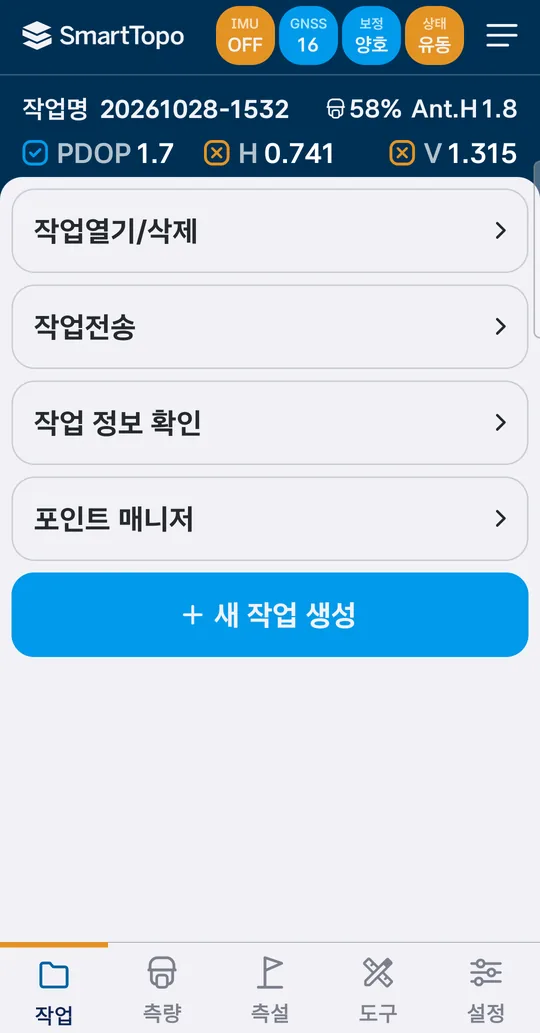 SmartTopo
IMU OFF
GNSS 16
보정 양호
상태 유동
작업명 20261028-1532 58% Ant.H 1.8
PDOP 1.7 H 0.741 V 1.315
작업열기/삭제
작업전송
작업 정보 확인
포인트 매니저
+ 새 작업 생성
작업 측량 측설 도구 설정